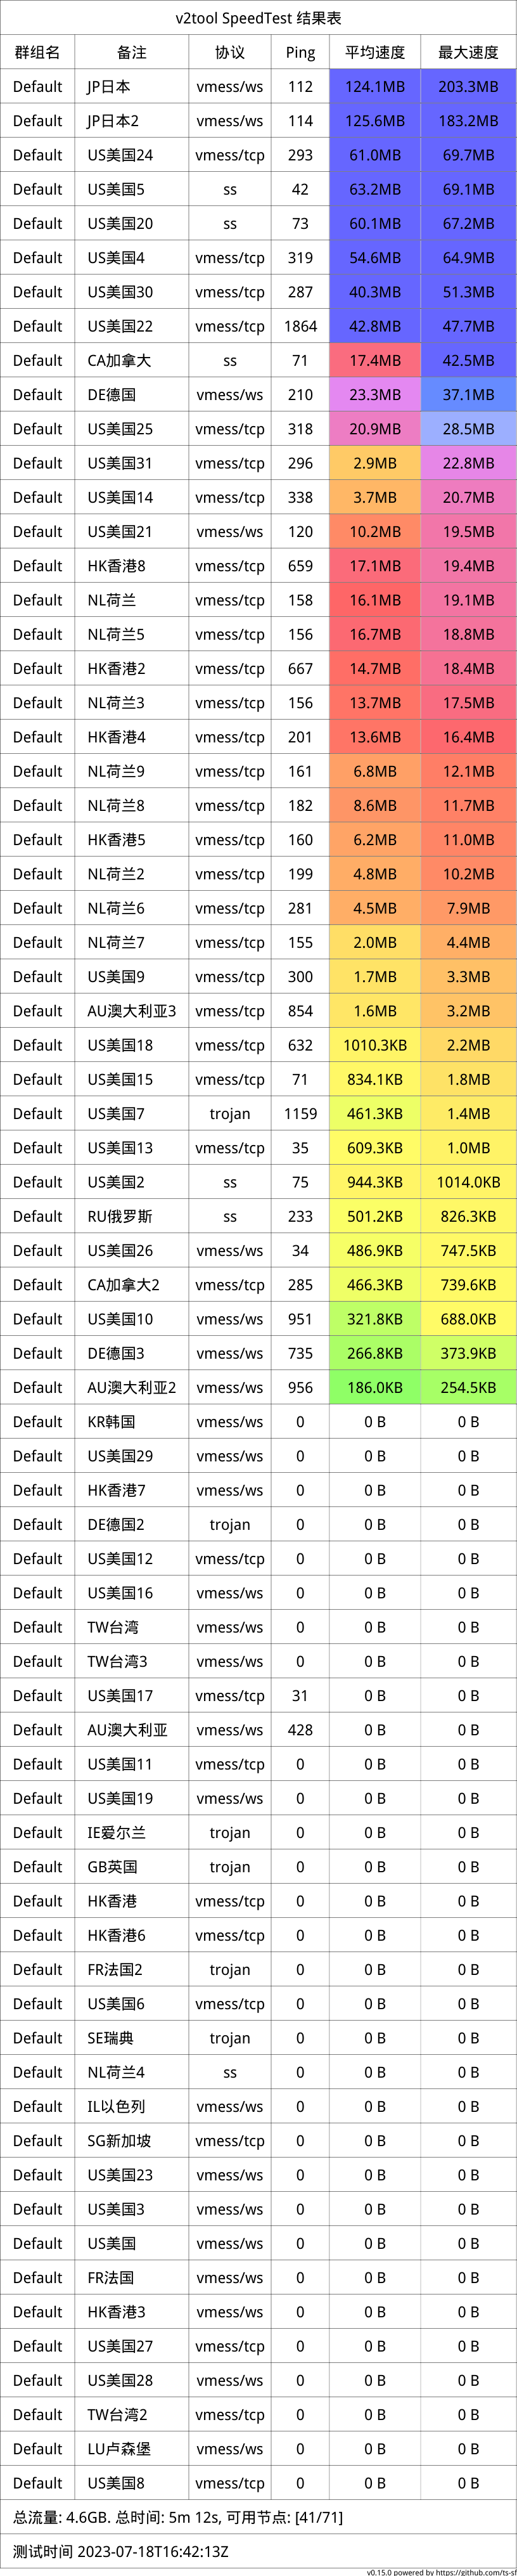 v2tool SpeedTest 结果表
群组名 备注 协议 Ping 平均速度 最大速度
Default JP日本 vmess/ws 112 124.1MB 203.3MB
Default JP日本2 vmess/ws 114 125.6MB 183.2MB
Default US美国24 vmess/tcp 293 61.0MB 69.7MB
Default US美国5 ss 42 63.2MB 69.1MB
Default US美国20 ss 73 60.1MB 67.2MB
Default US美国4 vmess/tcp 319 54.6MB 64.9MB
Default US美国30 vmess/tcp 287 40.3MB 51.3MB
Default US美国22 vmess/tcp 1864 42.8MB 47.7MB
Default CA加拿大 ss 71 17.4MB 42.5MB
Default DE德国 vmess/ws 210 23.3MB 37.1MB
Default US美国25 vmess/tcp 318 20.9MB 28.5MB
Default US美国31 vmess/tcp 296 2.9MB 22.8MB
Default US美国14 vmess/tcp 338 3.7MB 20.7MB
Default US美国21 vmess/ws 120 10.2MB 19.5MB
Default HK香港8 vmess/tcp 659 17.1MB 19.4MB
Default NL荷兰 vmess/tcp 158 16.1MB 19.1MB
Default NL荷兰5 vmess/tcp 156 16.7MB 18.8MB
Default HK香港2 vmess/tcp 667 14.7MB 18.4MB
Default NL荷兰3 vmess/tcp 156 13.7MB 17.5MB
Default HK香港4 vmess/tcp 201 13.6MB 16.4MB
Default NL荷兰9 vmess/tcp 161 6.8MB 12.1MB
Default NL荷兰8 vmess/tcp 182 8.6MB 11.7MB
Default HK香港5 vmess/tcp 160 6.2MB 11.0MB
Default NL荷兰2 vmess/tcp 199 4.8MB 10.2MB
Default NL荷兰6 vmess/tcp 281 4.5MB 7.9MB
Default NL荷兰7 vmess/tcp 155 2.0MB 4.4MB
Default US美国9 vmess/tcp 300 1.7MB 3.3MB
Default AU澳大利亚3 vmess/tcp 854 1.6MB 3.2MB
Default US美国18 vmess/tcp 632 1010.3KB 2.2MB
Default US美国15 vmess/tcp 71 834.1KB 1.8MB
Default US美国7 trojan 1159 461.3KB 1.4MB
Default US美国13 vmess/tcp 35 609.3KB 1.0MB
Default US美国2 ss 75 944.3KB 1014.0KB
Default RU俄罗斯 ss 233 501.2KB 826.3KB
Default US美国26 vmess/ws 34 486.9KB 747.5KB
Default CA加拿大2 vmess/tcp 285 466.3KB 739.6KB
Default US美国10 vmess/ws 951 321.8KB 688.0KB
Default DE德国3 vmess/ws 735 266.8KB 373.9KB
Default AU澳大利亚2 vmess/ws 956 186.0KB 254.5KB
Default KR韩国 vmess/ws 0 0 B 0 B
Default US美国29 vmess/ws 0 0 B 0 B
Default HK香港7 vmess/ws 0 0 B 0 B
Default DE德国2 trojan 0 0 B 0 B
Default US美国12 vmess/tcp 0 0 B 0 B
Default US美国16 vmess/ws 0 0 B 0 B
Default TW台湾 vmess/ws 0 0 B 0 B
Default TW台湾3 vmess/ws 0 0 B 0 B
Default US美国17 vmess/tcp 31 0 B 0 B
Default AU澳大利亚 vmess/ws 428 0 B 0 B
Default US美国11 vmess/tcp 0 0 B 0 B
Default US美国19 vmess/ws 0 0 B 0 B
Default IE爱尔兰 trojan 0 0 B 0 B
Default GB英国 trojan 0 0 B 0 B
Default HK香港 vmess/tcp 0 0 B 0 B
Default HK香港6 vmess/tcp 0 0 B 0 B
Default FR法国2 trojan 0 0 B 0 B
Default US美国6 vmess/tcp 0 0 B 0 B
Default SE瑞典 trojan 0 0 B 0 B
Default NL荷兰4 ss 0 0 B 0 B
Default IL以色列 vmess/ws 0 0 B 0 B
Default SG新加坡 vmess/tcp 0 0 B 0 B
Default US美国23 vmess/ws 0 0 B 0 B
Default US美国3 vmess/ws 0 0 B 0 B
Default US美国 vmess/ws 0 0 B 0 B
Default FR法国 vmess/ws 0 0 B 0 B
Default HK香港3 vmess/ws 0 0 B 0 B
Default US美国27 vmess/tcp 0 0 B 0 B
Default US美国28 vmess/ws 0 0 B 0 B
Default TW台湾2 vmess/tcp 0 0 B 0 B
Default LU卢森堡 vmess/ws 0 0 B 0 B
Default US美国8 vmess/tcp 0 0 B 0 B
总流量: 4.6GB. 总时间: 5m 12s, 可用节点: [41/71]
测试时间 2023-07-18T16:42:13Z
v0.15.0 powered by https://github.com/ts-sf